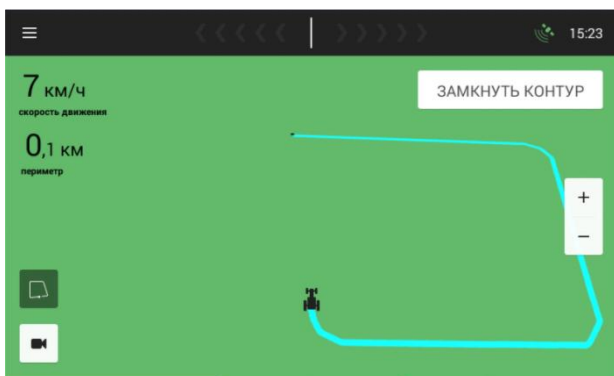 15:23
7 км/ч
скорость движения
ЗАМКНУТЬ КОНТУР
0,1 км
периметр
+
−